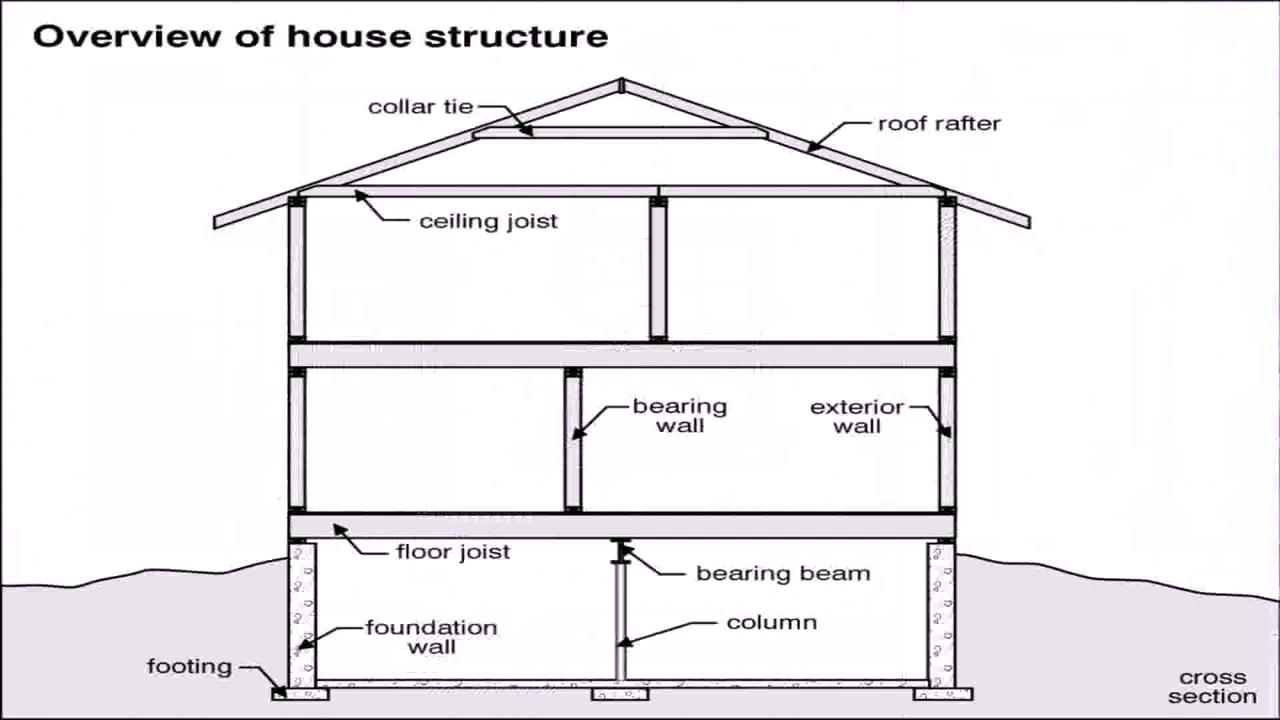 Overview of house structure
collar tie
roof rafter
ceiling joist
bearing
wall
exterior
wall
floor joist
bearing beam
column
foundation
wall
footing
cross
section